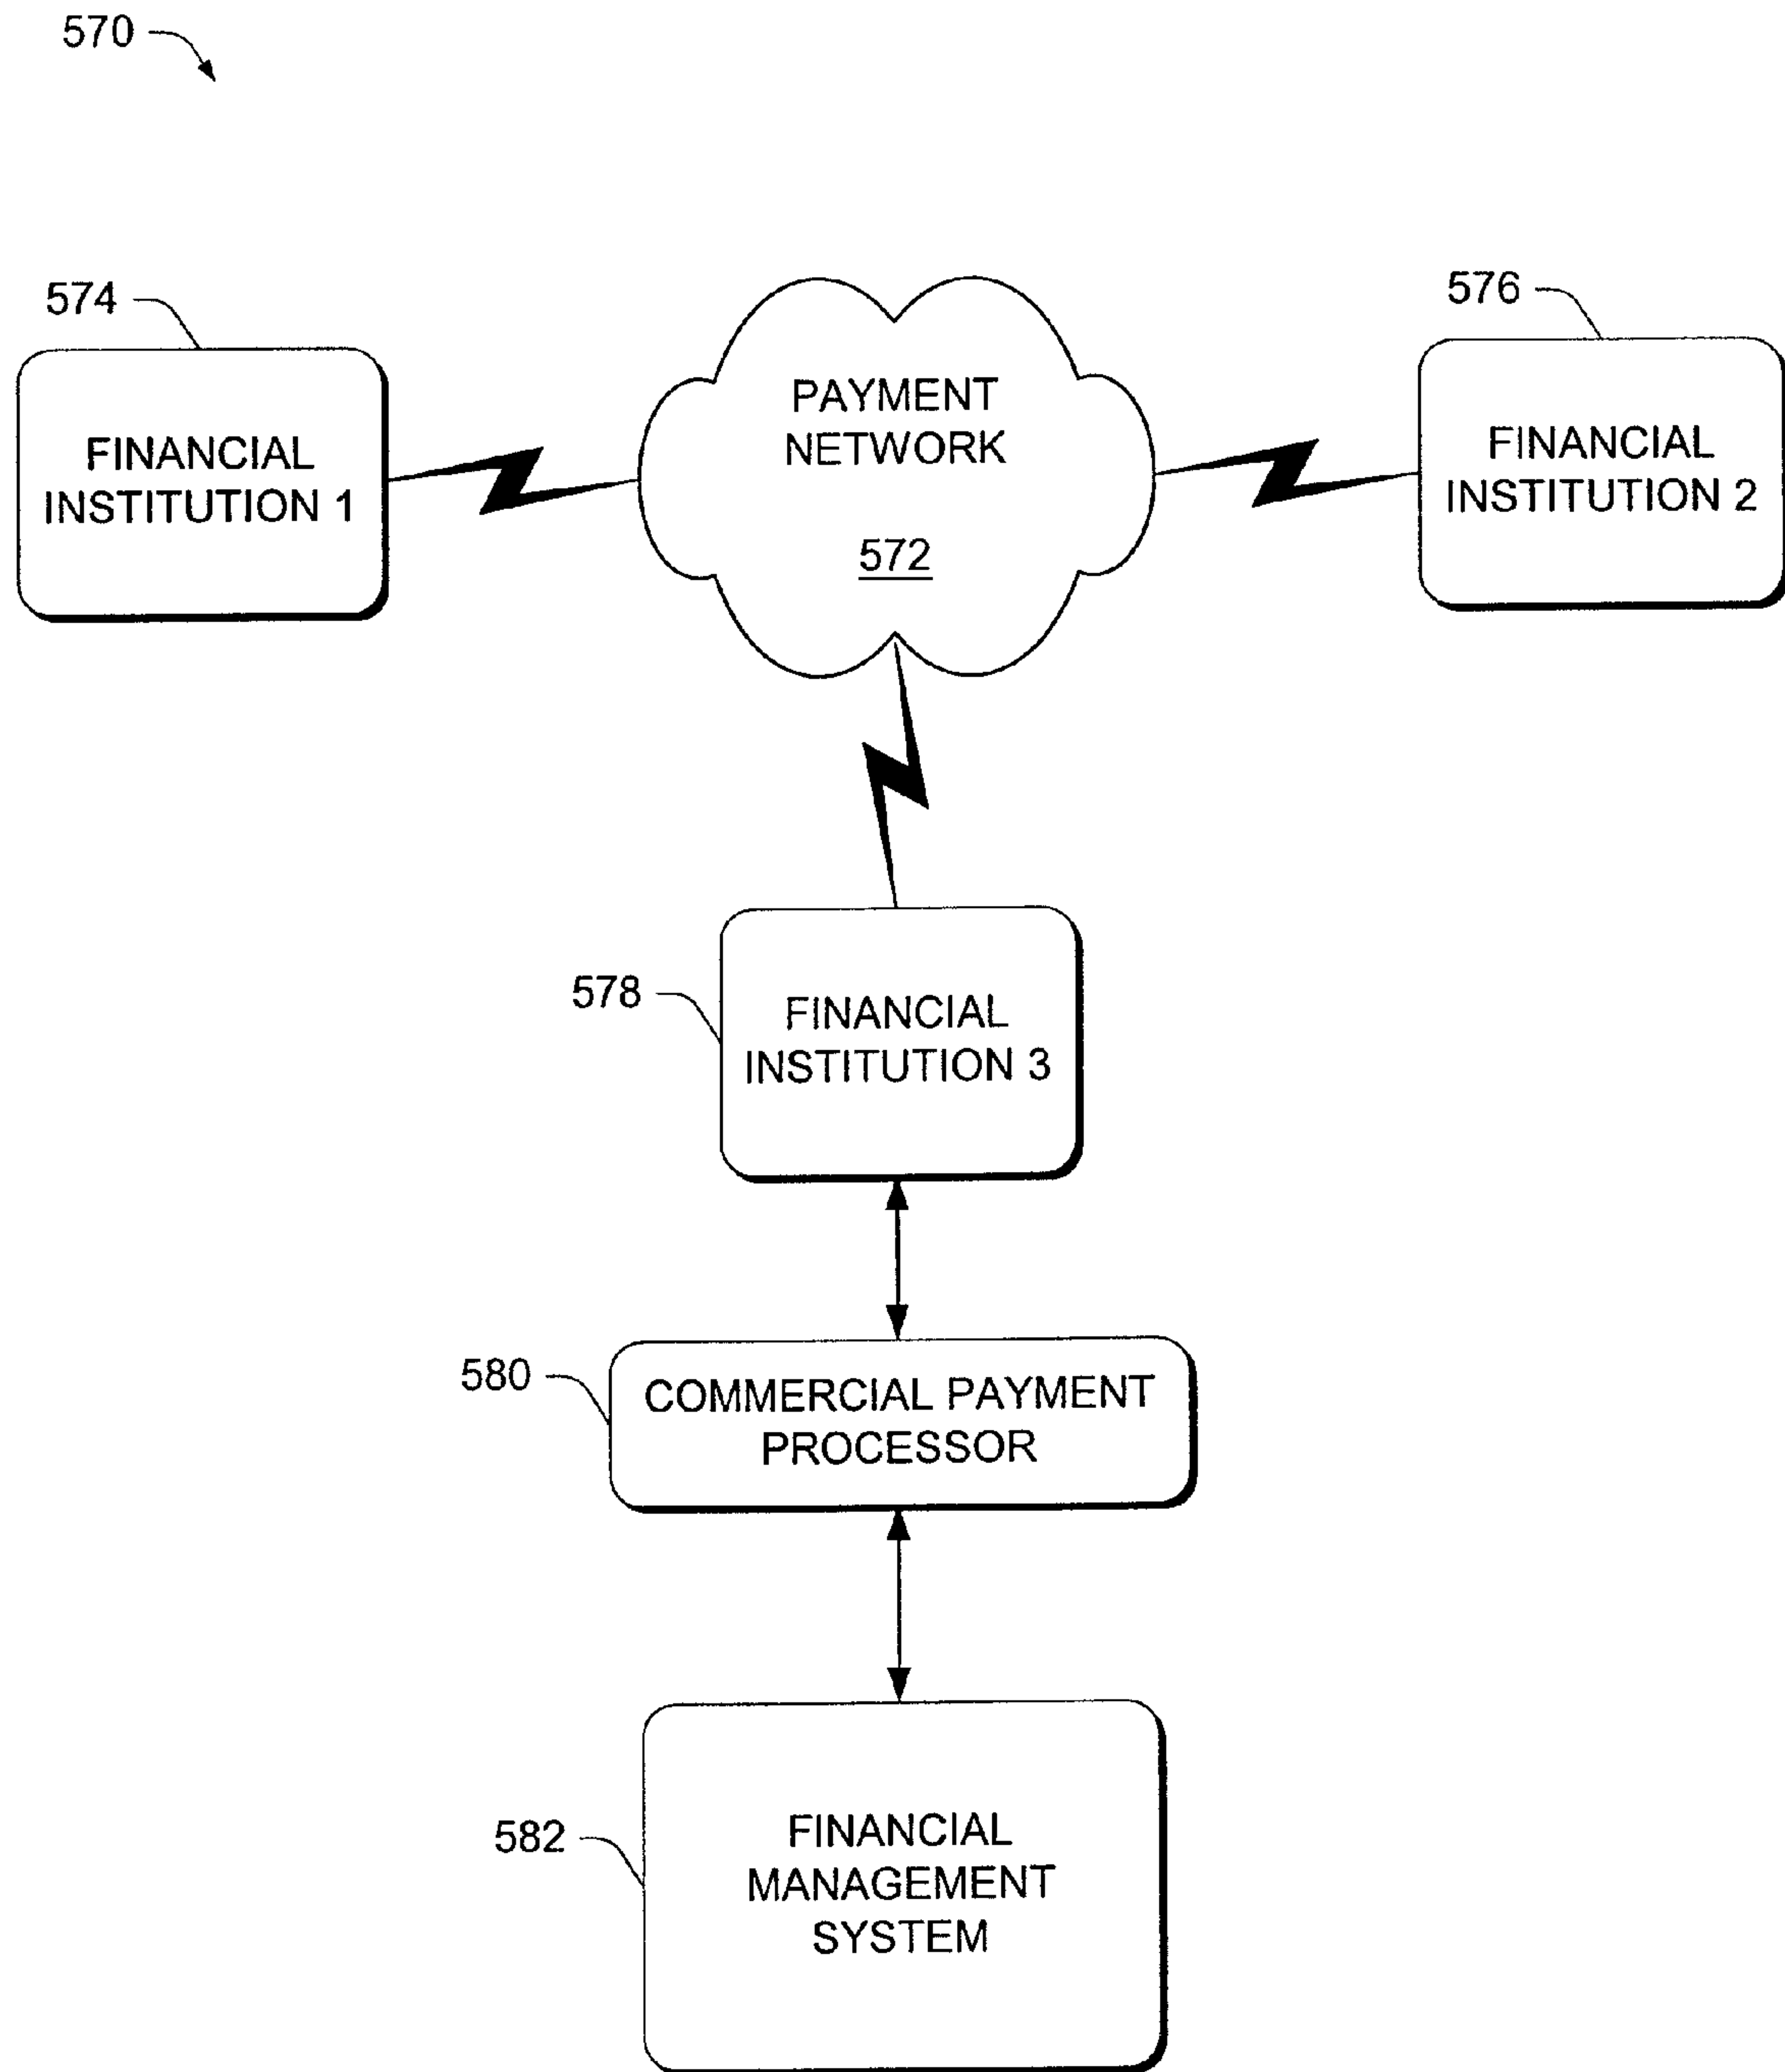 570
574
576
PAYMENT
NETWORK
572
FINANCIAL
INSTITUTION 1
FINANCIAL
INSTITUTION 2
578
FINANCIAL
INSTITUTION 3
580
COMMERCIAL PAYMENT
PROCESSOR
582
FINANCIAL
MANAGEMENT
SYSTEM